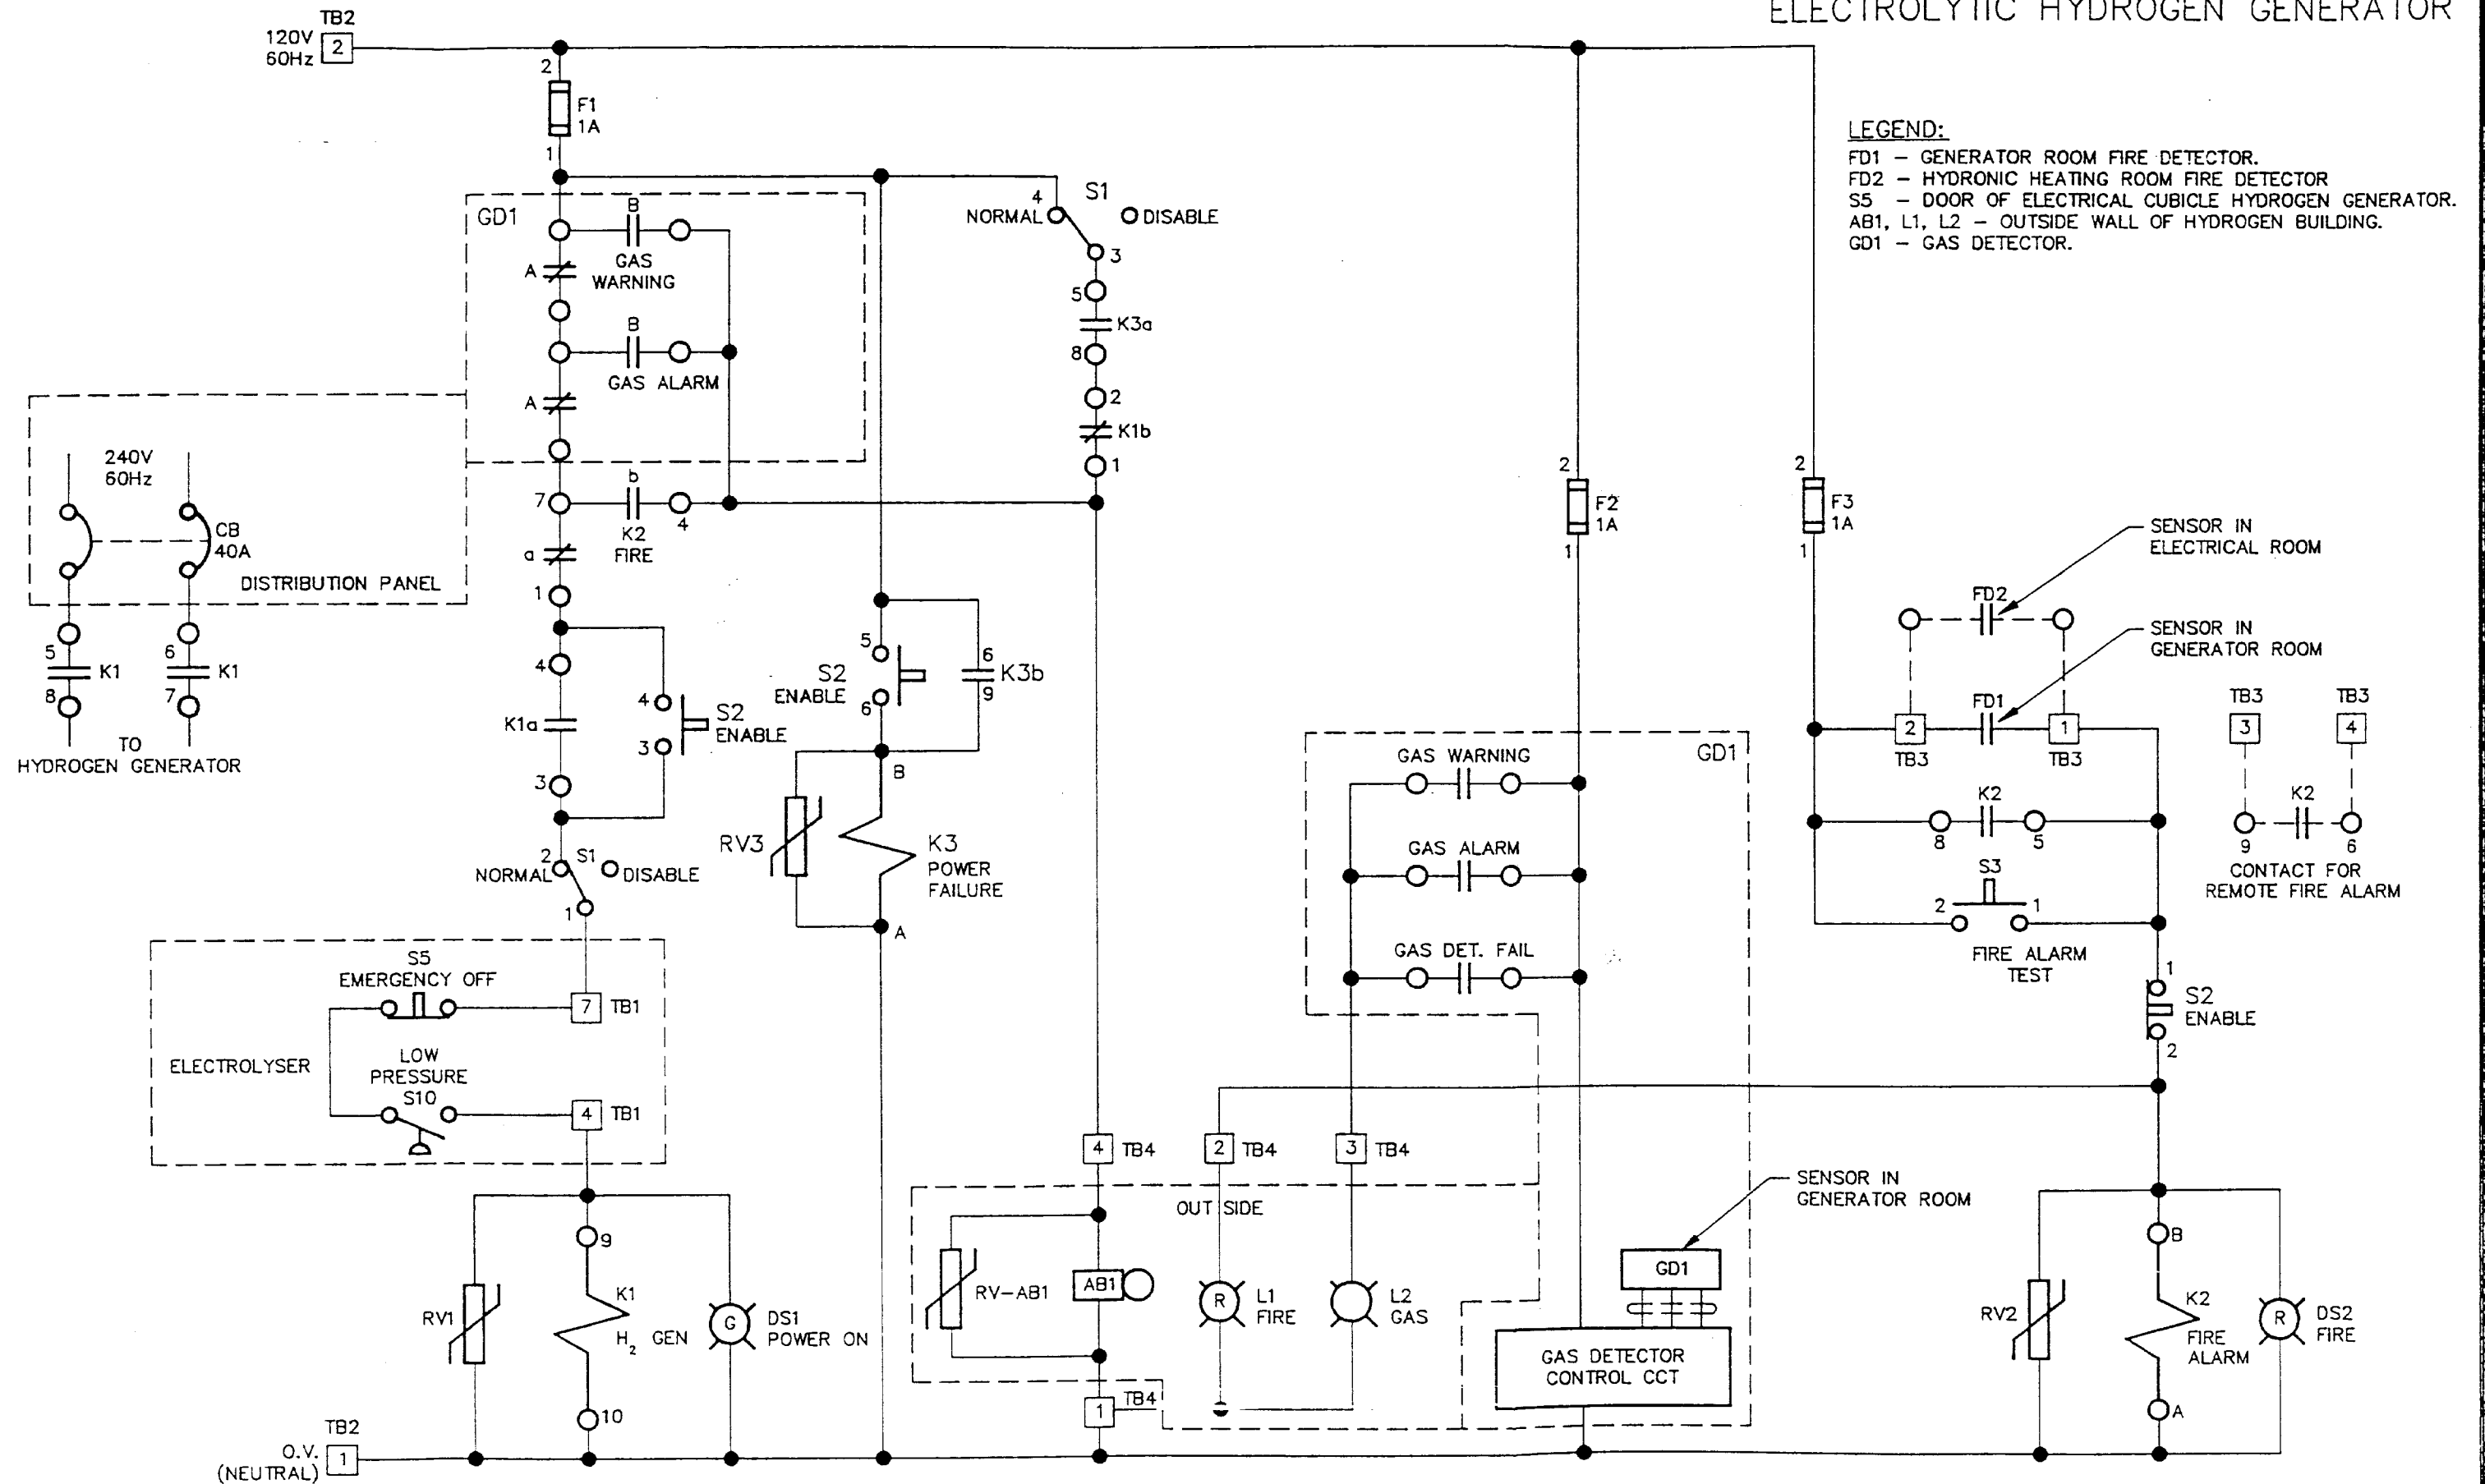 ELECTROLYTIC HYDROGEN GENERATOR
TB2
120V
60Hz
2
2
F1
1A
1
LEGEND:
FD1 – GENERATOR ROOM FIRE DETECTOR.
FD2 – HYDRONIC HEATING ROOM FIRE DETECTOR
S5 – DOOR OF ELECTRICAL CUBICLE HYDROGEN GENERATOR.
AB1, L1, L2 – OUTSIDE WALL OF HYDROGEN BUILDING.
GD1 – GAS DETECTOR.
GD1
B
GAS
WARNING
A
B
GAS ALARM
A
4
S1
NORMAL
DISABLE
3
5
K3a
8
2
K1b
1
240V
60Hz
CB
40A
DISTRIBUTION PANEL
5
K1
8
6
K1
7
TO
HYDROGEN GENERATOR
7
b
4
K2
FIRE
a
1
4
K1a
3
4
S2
ENABLE
3
5
S2
ENABLE
6
6
K3b
9
B
RV3
K3
POWER
FAILURE
A
2
S1
NORMAL
DISABLE
1
S5
EMERGENCY OFF
7
TB1
ELECTROLYSER
LOW
PRESSURE
S10
4
TB1
RV1
9
K1
H2 GEN
10
G
DS1
POWER ON
TB2
O.V.
(NEUTRAL)
1
2
F2
1A
1
2
F3
1A
1
SENSOR IN
ELECTRICAL ROOM
FD2
SENSOR IN
GENERATOR ROOM
FD1
2
TB3
1
TB3
TB3
3
TB3
4
K2
8
5
K2
9
6
CONTACT FOR
REMOTE FIRE ALARM
S3
2
1
FIRE ALARM
TEST
1
S2
ENABLE
2
GD1
GAS WARNING
GAS ALARM
GAS DET. FAIL
4
TB4
2
TB4
3
TB4
OUT SIDE
RV-AB1
AB1
R
L1
FIRE
L2
GAS
1
TB4
SENSOR IN
GENERATOR ROOM
GD1
GAS DETECTOR
CONTROL CCT
RV2
B
K2
FIRE
ALARM
A
R
DS2
FIRE